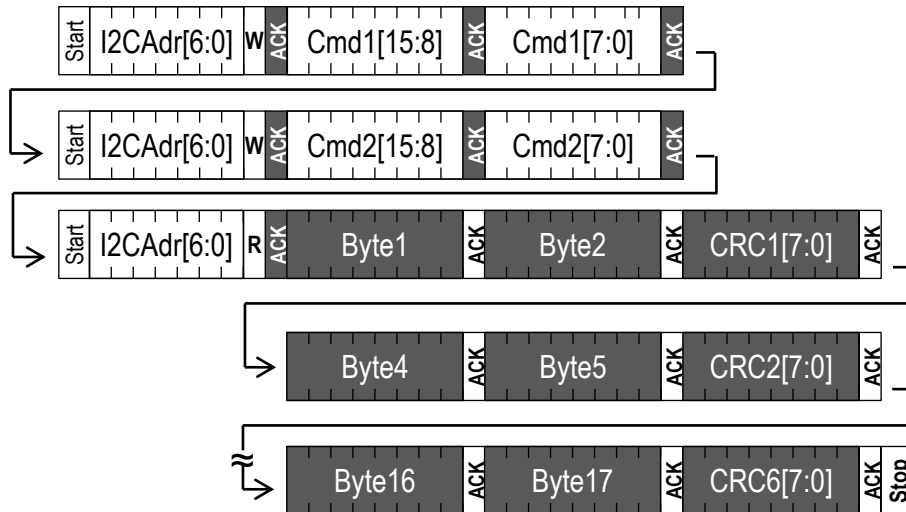 Start I2CAdr[6:0] W ACK Cmd1[15:8] ACK Cmd1[7:0] ACK
Start I2CAdr[6:0] W ACK Cmd2[15:8] ACK Cmd2[7:0] ACK
Start I2CAdr[6:0] R ACK Byte1 ACK Byte2 ACK CRC1[7:0] ACK
Byte4 ACK Byte5 ACK CRC2[7:0] ACK
Byte16 ACK Byte17 ACK CRC6[7:0] ACK Stop